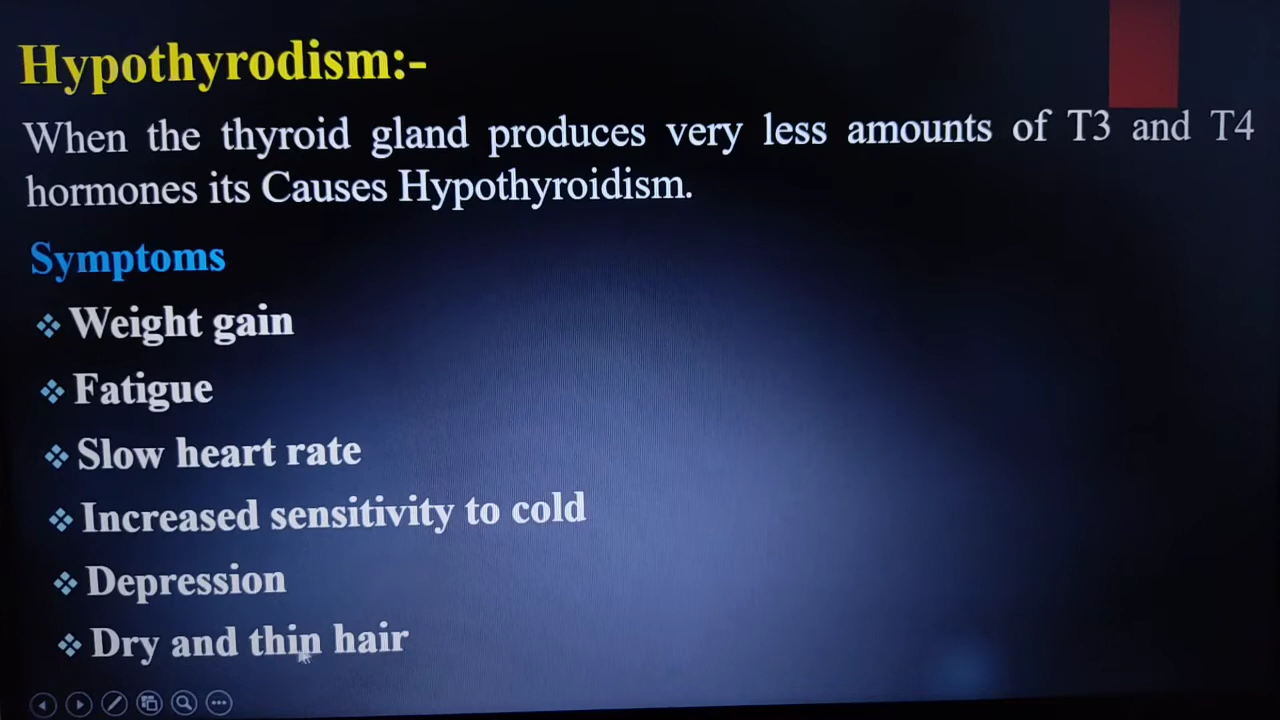 Hypothyrodism:-
When the thyroid gland produces very less amounts of T3 and T4
hormones its Causes Hypothyroidism.
Symptoms
❖ Weight gain
❖ Fatigue
❖ Slow heart rate
❖ Increased sensitivity to cold
❖ Depression
❖ Dry and thin hair